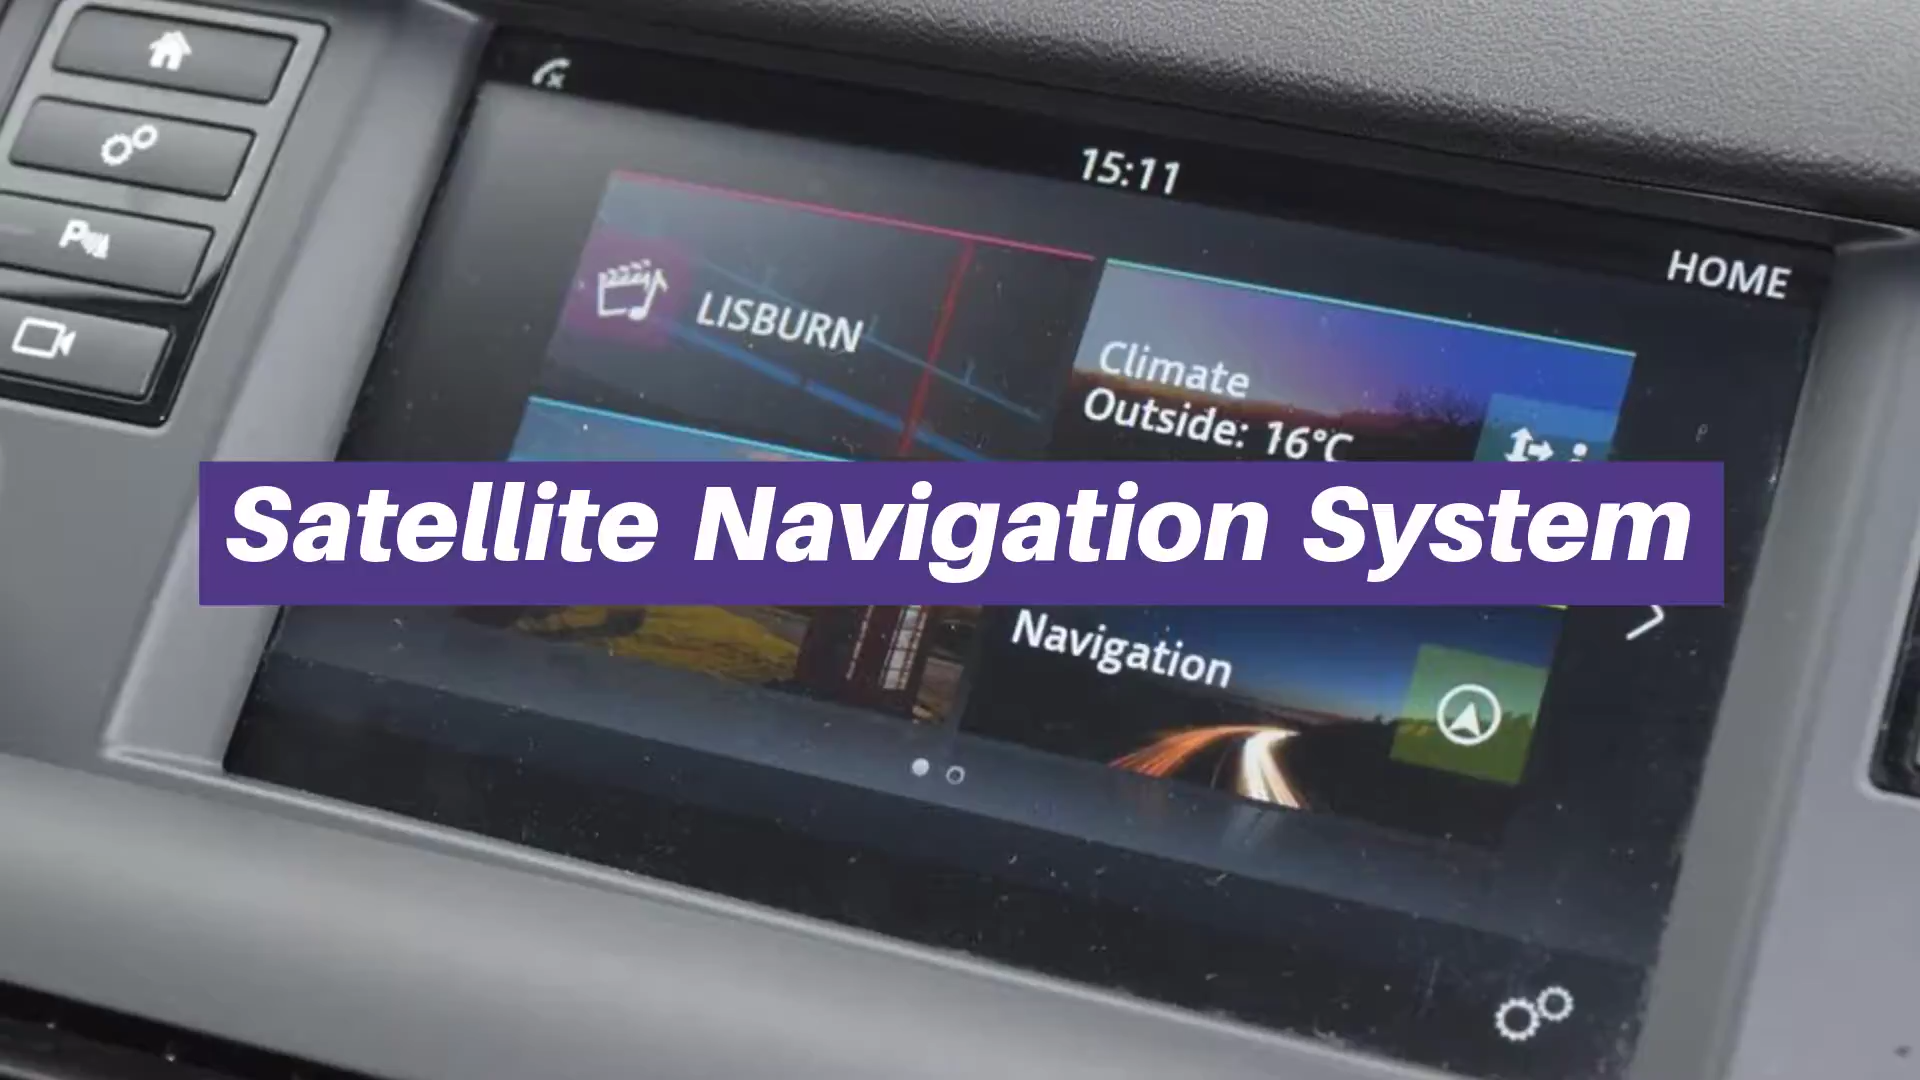 15:11
HOME
LISBURN
Climate
Outside: 16°C
Satellite Navigation System
Navigation